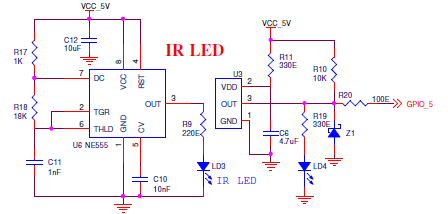 VCC_5V
C12
10uF
IR LED
R17
1K
8
4
7
DC
VCC
RST
R18
18K
2
TGR
6
THLD
OUT
3
GND
CV
U6 NE555
1
5
R9
220E
C11
1nF
C10
10nF
LD3
IR LED
VCC_5V
R11
330E
R10
10K
U3
VDD
2
OUT
3
GND
1
R20
100E
GPIO_5
C6
4.7uF
R19
330E
Z1
LD4